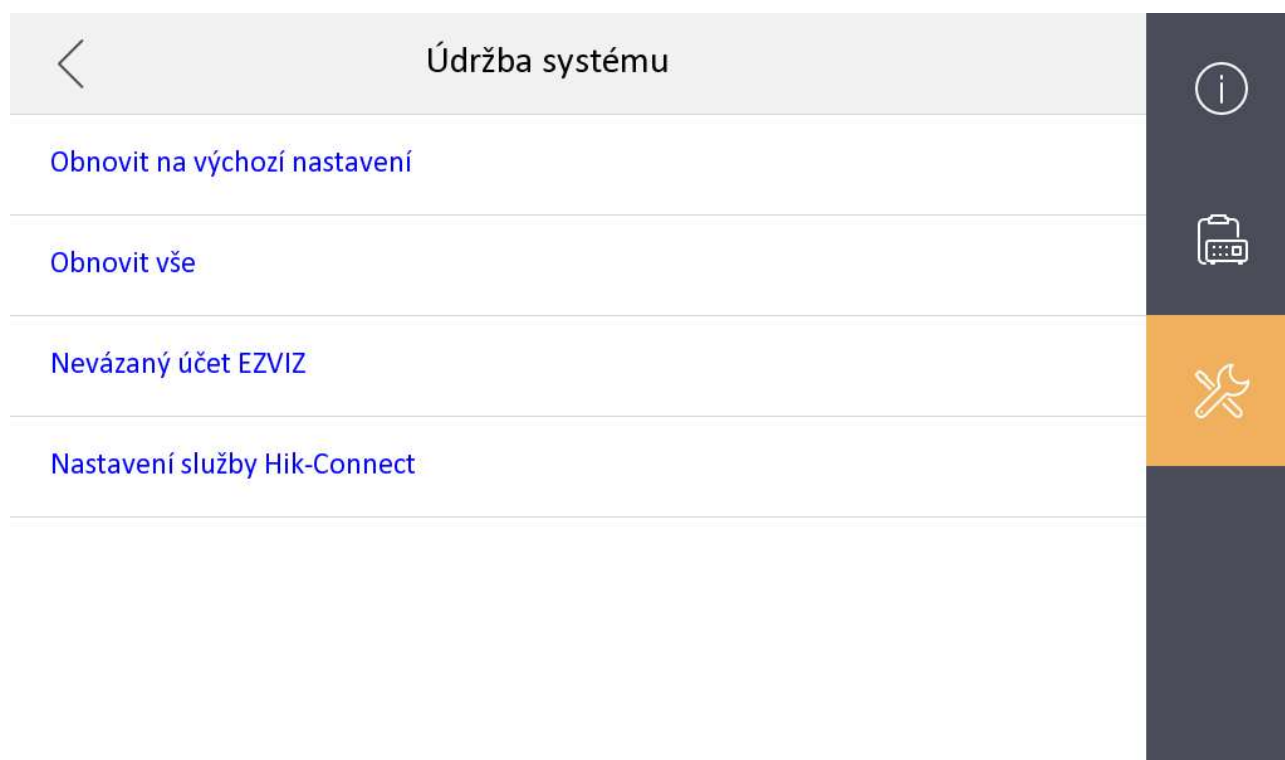 Údržba systému
Obnovit na výchozí nastavení
Obnovit vše
Nevázaný účet EZVIZ
Nastavení služby Hik-Connect